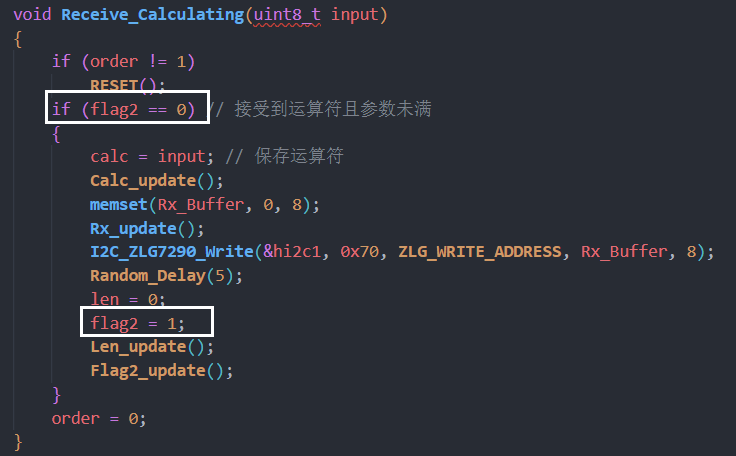 void Receive_Calculating(uint8_t input)
{
if (order != 1)
RESET();
if (flag2 == 0) // 接受到运算符且参数未满
{
calc = input; // 保存运算符
Calc_update();
memset(Rx_Buffer, 0, 8);
Rx_update();
I2C_ZLG7290_Write(&hi2c1, 0x70, ZLG_WRITE_ADDRESS, Rx_Buffer, 8);
Random_Delay(5);
len = 0;
flag2 = 1;
Len_update();
Flag2_update();
}
order = 0;
}